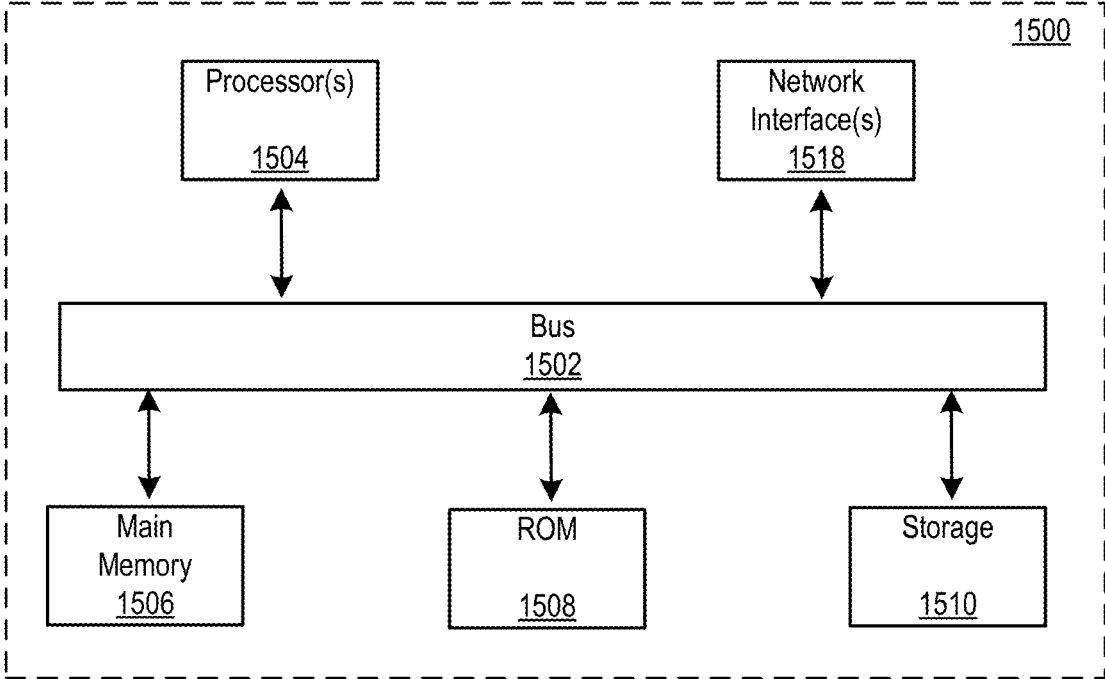 1500
Processor(s)
1504
Network
Interface(s)
1518
Bus
1502
Main
Memory
1506
ROM
1508
Storage
1510